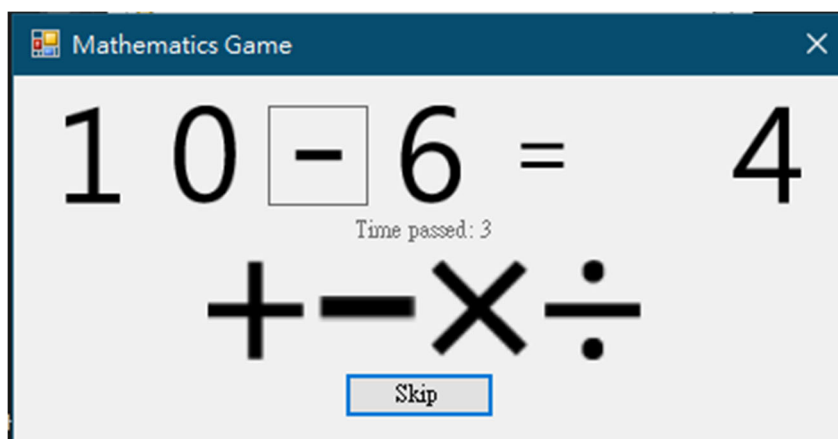 Mathematics Game
1 0 - 6 = 4
Time passed: 3
+ - × ÷
Skip